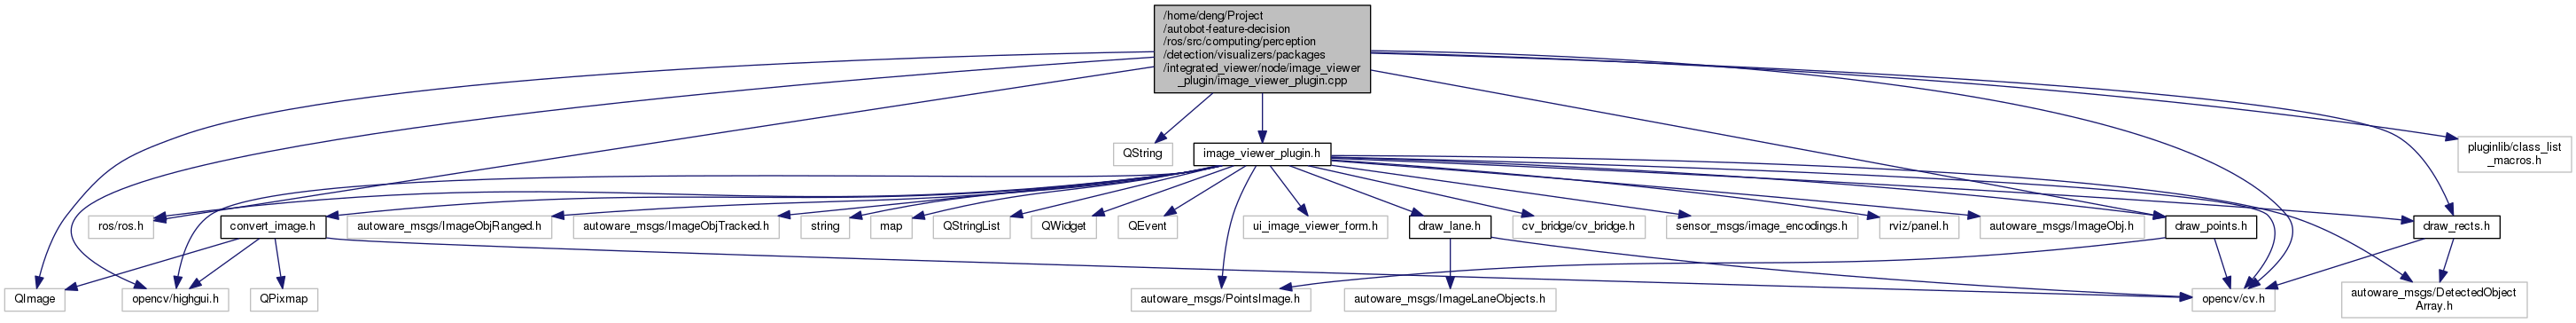 /home/deng/Project
/autobot-feature-decision
/ros/src/computing/perception
/detection/visualizers/packages
/integrated_viewer/node/image_viewer
_plugin/image_viewer_plugin.cpp
QString
image_viewer_plugin.h
pluginlib/class_list
_macros.h
ros/ros.h
convert_image.h
autoware_msgs/ImageObjRanged.h
autoware_msgs/ImageObjTracked.h
string
map
QStringList
QWidget
QEvent
ui_image_viewer_form.h
draw_lane.h
cv_bridge/cv_bridge.h
sensor_msgs/image_encodings.h
rviz/panel.h
autoware_msgs/ImageObj.h
draw_points.h
draw_rects.h
QImage
opencv/highgui.h
QPixmap
autoware_msgs/PointsImage.h
autoware_msgs/ImageLaneObjects.h
opencv/cv.h
autoware_msgs/DetectedObject
Array.h